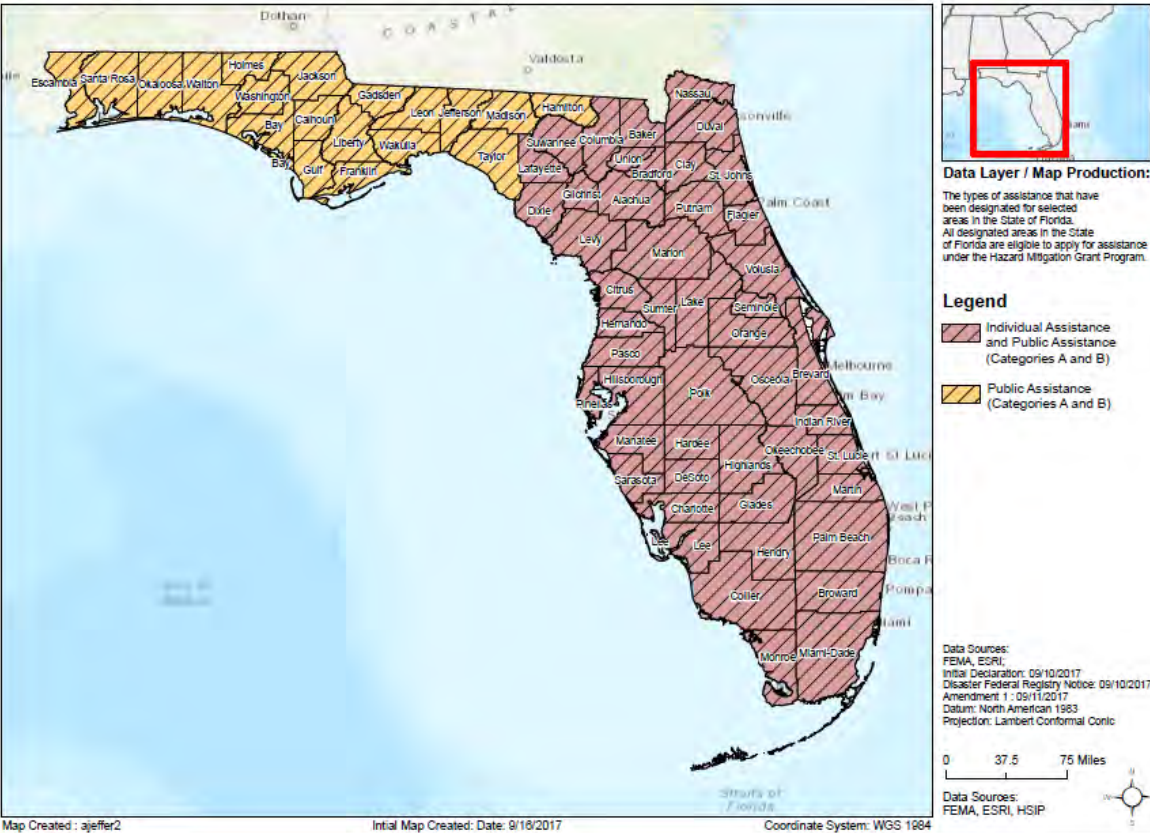 Dothan
COASTAL
Valdosta
Escambia
Santa Rosa
Okaloosa
Walton
Holmes
Washington
Jackson
Bay
Calhoun
Gulf
Liberty
Franklin
Gadsden
Leon
Wakulla
Jefferson
Madison
Taylor
Hamilton
Bay
Suwannee
Columbia
Baker
Nassau
Duval
sonville
Lafayette
Union
Bradford
Clay
St. Johns
Dixie
Gilchrist
Alachua
Putnam
Flagler
Palm Coast
Levy
Marion
Volusia
Citrus
Sumter
Lake
Seminole
Hernando
Orange
Pasco
Hillsborough
Polk
Osceola
Brevard
Melbourne
m Bay
Pinellas
Indian River
Manatee
Hardee
Okeechobee
St. Lucie
rt St Luci
Highlands
Sarasota
DeSoto
Martin
Charlotte
Glades
West P
Beach
Lee
Lee
Hendry
Palm Beach
Boca R
Collier
Broward
Pompa
iami
Monroe
Miami-Dade
Straits of
Florida
Map Created : ajeffer2
Intial Map Created: Date: 9/16/2017
Coordinate System: WGS 1984
iami
Data Layer / Map Production:
The types of assistance that have
been designated for selected
areas in the State of Florida.
All designated areas in the State
of Florida are eligible to apply for assistance
under the Hazard Mitigation Grant Program.
Legend
Individual Assistance
and Public Assistance
(Categories A and B)
Public Assistance
(Categories A and B)
Data Sources:
FEMA, ESRI;
Initial Declaration: 09/10/2017
Disaster Federal Registry Notice: 09/10/2017
Amendment 1 : 09/11/2017
Datum: North American 1983
Projection: Lambert Conformal Conic
0 37.5 75 Miles
Data Sources:
FEMA, ESRI, HSIP